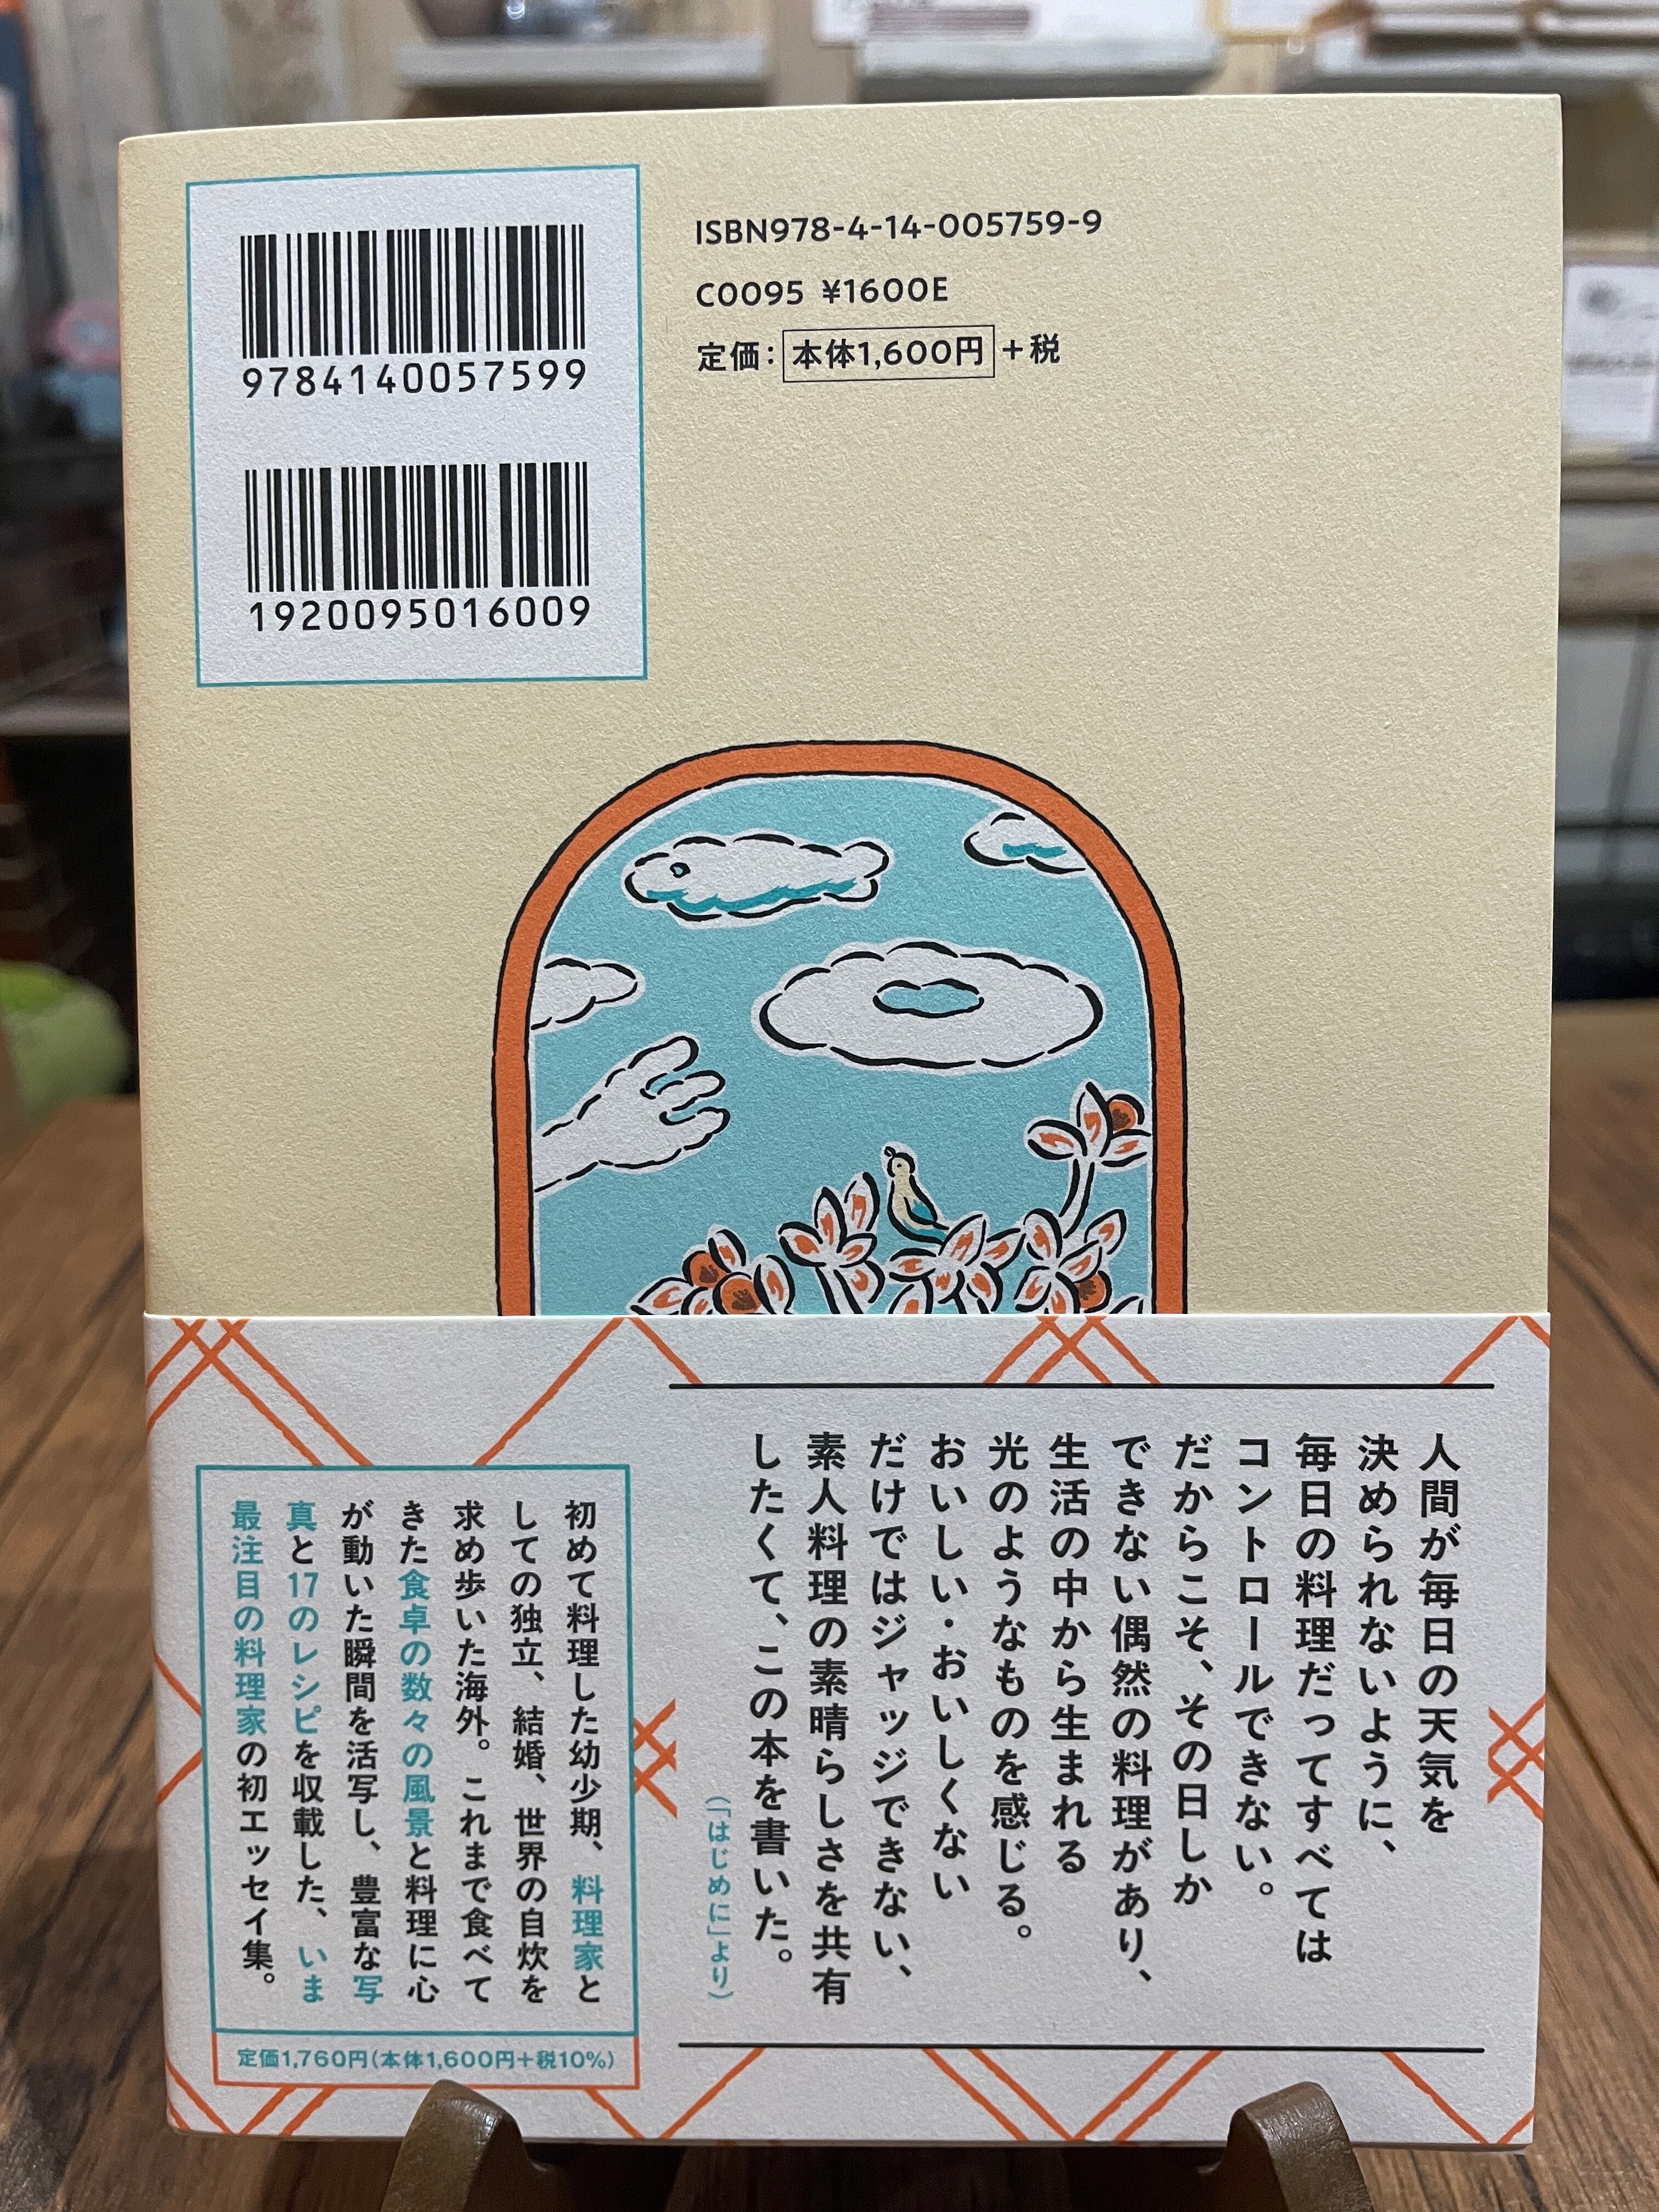 9784140057599
1920095016009
ISBN978-4-14-005759-9
C0095 ¥1600E
定価：本体1,600円＋税
人間が毎日の天気を
決められないように、
毎日の料理だってすべては
コントロールできない。
だからこそ、その日しか
できない偶然の料理があり、
生活の中から生まれる
光のようなものを感じる。
おいしい・おいしくない
だけではジャッジできない、
素人料理の素晴らしさを共有
したくて、この本を書いた。
（「はじめに」より）
初めて料理した幼少期、料理家と
しての独立、結婚、世界の自炊を
求め歩いた海外。これまで食べて
きた食卓の数々の風景と料理に心
が動いた瞬間を活写し、豊富な写
真と17のレシピを収載した、いま
最注目の料理家の初エッセイ集。
定価1,760円（本体1,600円＋税10%）